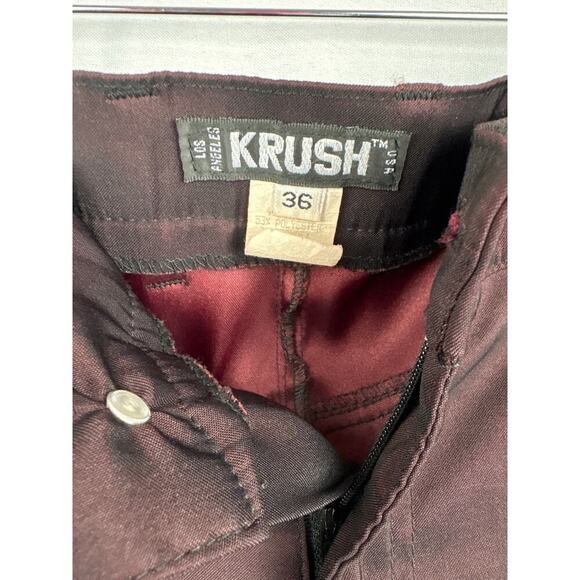 LOS ANGELES
KRUSH™
USA
36
53% POLYESTER